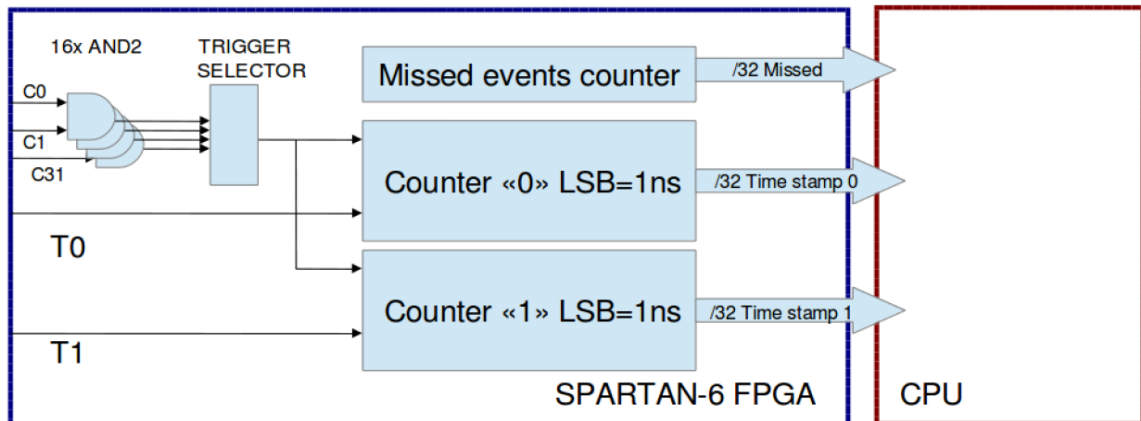 16x AND2
TRIGGER
SELECTOR
C0
C1
C31
T0
T1
Missed events counter
/32 Missed
Counter «0» LSB=1ns
/32 Time stamp 0
Counter «1» LSB=1ns
/32 Time stamp 1
SPARTAN-6 FPGA
CPU